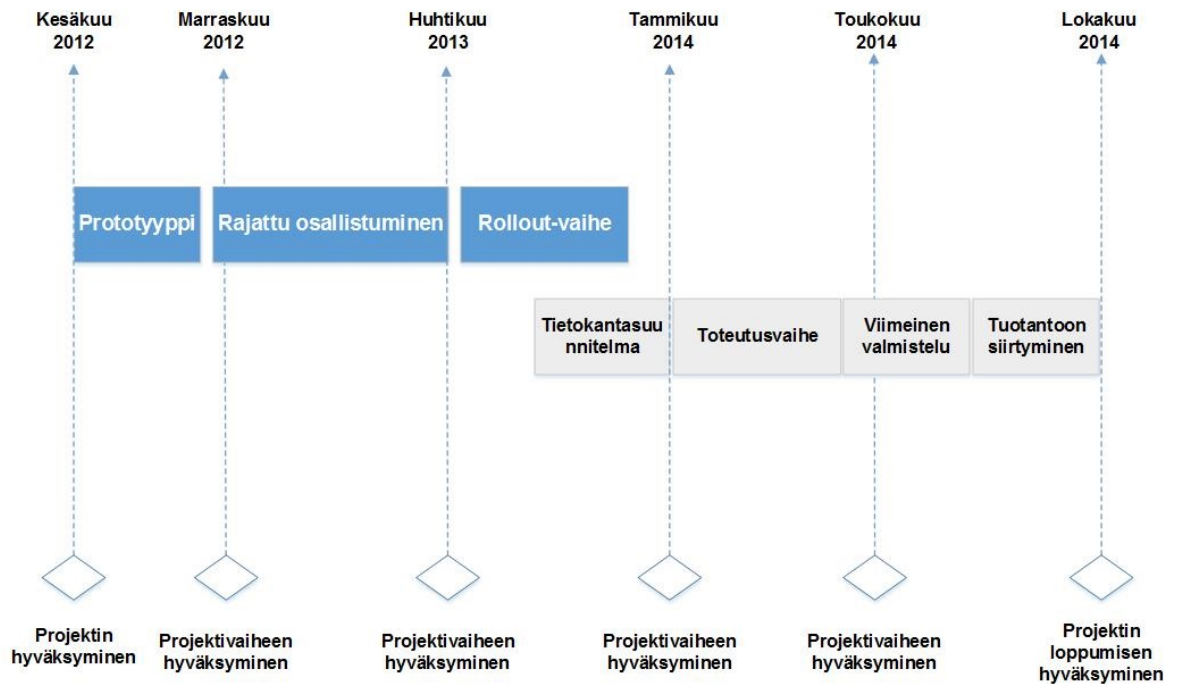 Kesäkuu
2012
Marraskuu
2012
Huhtikuu
2013
Tammikuu
2014
Toukokuu
2014
Lokakuu
2014
Prototyyppi
Rajattu osallistuminen
Rollout-vaihe
Tietokantasuu
nnitelma
Toteutusvaihe
Viimeinen
valmistelu
Tuotantoon
siirtyminen
Projektin
hyväksyminen
Projektivaiheen
hyväksyminen
Projektivaiheen
hyväksyminen
Projektivaiheen
hyväksyminen
Projektivaiheen
hyväksyminen
Projektin
loppumisen
hyväksyminen